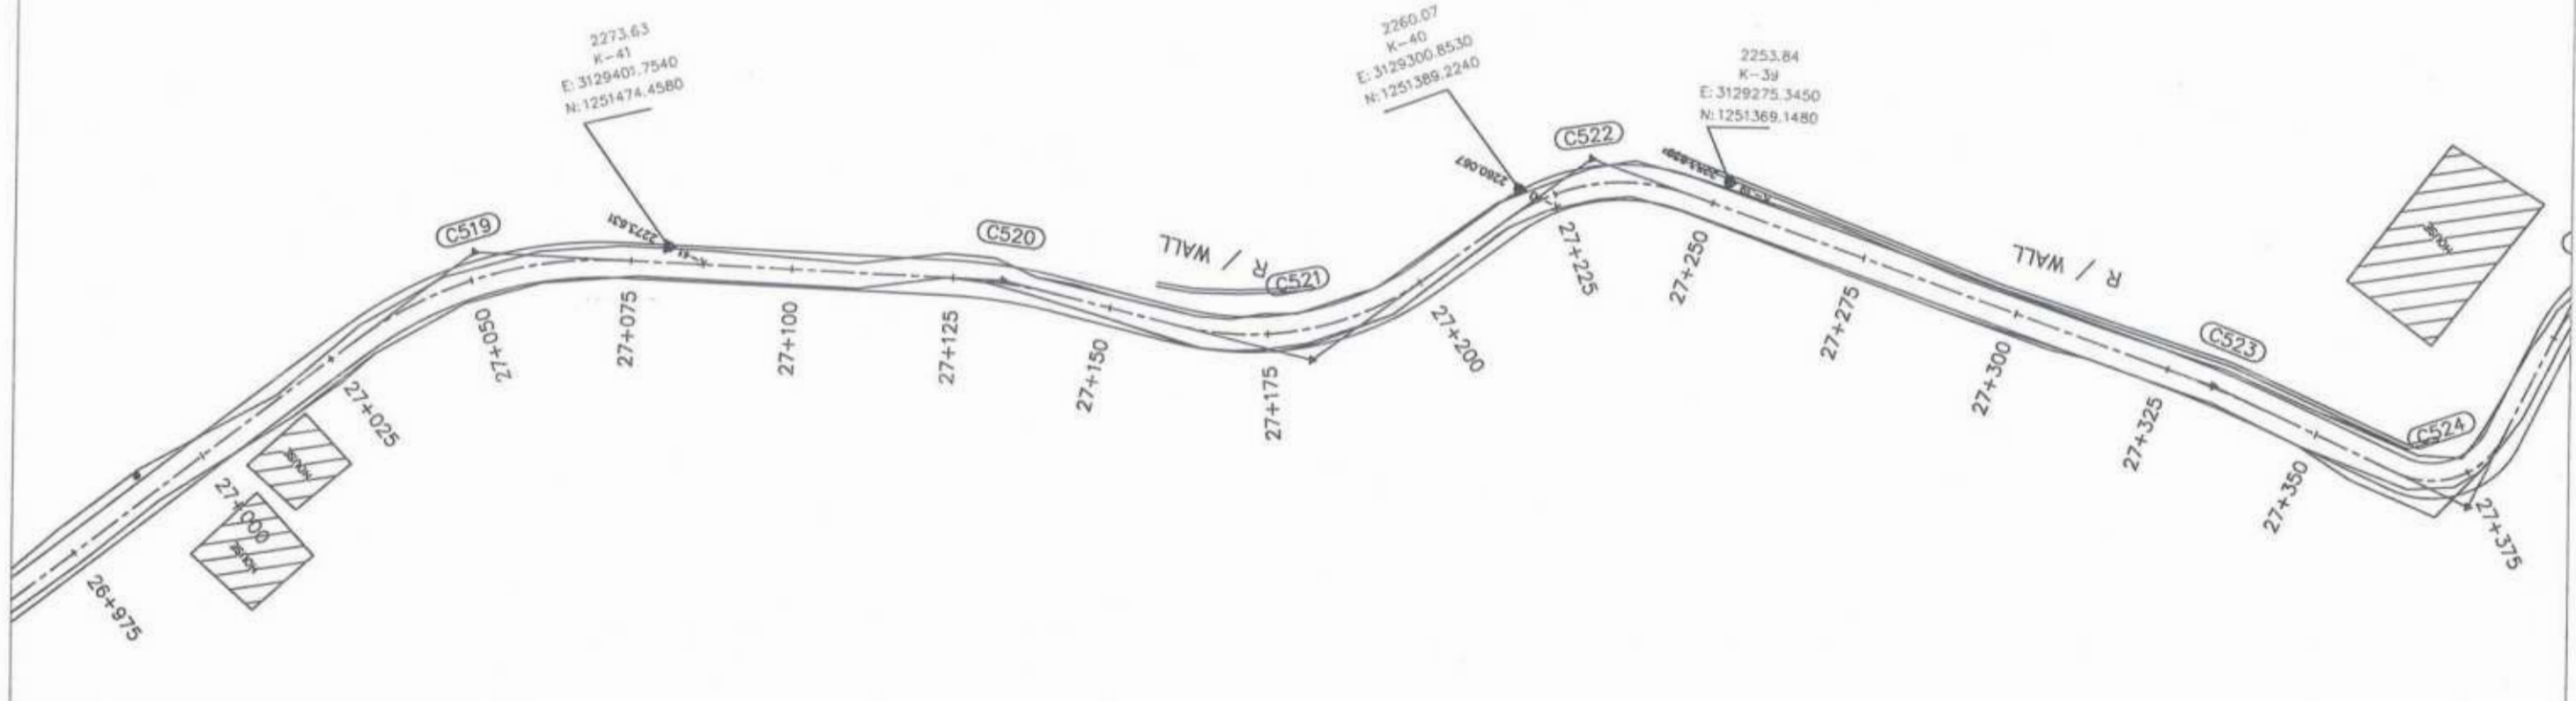 2273.63
K-41
E: 3129401.7540
N: 1251474.4580
2260.07
K-40
E: 3129300.8530
N: 1251389.2240
2253.84
K-39
E: 3129275.3450
N: 1251369.1480
C519
2273.631
C520
R / WALL
C521
2260.067
C522
R / WALL
C523
C524
HOUSE
HOUSE
HOUSE
26+975
27+000
27+025
27+050
27+075
27+100
27+125
27+150
27+175
27+200
27+225
27+250
27+275
27+300
27+325
27+350
27+375